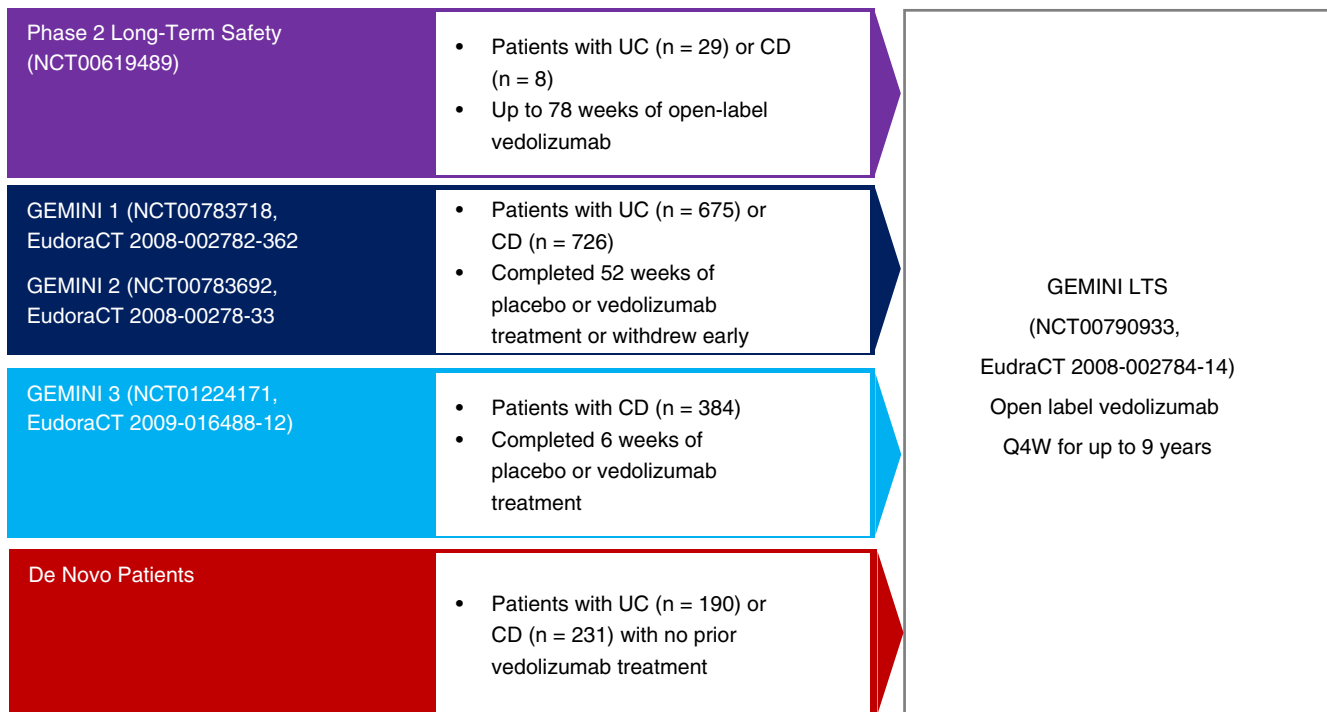 Phase 2 Long-Term Safety
(NCT00619489)
• Patients with UC (n = 29) or CD
(n = 8)
• Up to 78 weeks of open-label
vedolizumab
GEMINI 1 (NCT00783718,
EudoraCT 2008-002782-362
GEMINI 2 (NCT00783692,
EudoraCT 2008-00278-33
• Patients with UC (n = 675) or
CD (n = 726)
• Completed 52 weeks of
placebo or vedolizumab
treatment or withdrew early
GEMINI 3 (NCT01224171,
EudoraCT 2009-016488-12)
• Patients with CD (n = 384)
• Completed 6 weeks of
placebo or vedolizumab
treatment
De Novo Patients
• Patients with UC (n = 190) or
CD (n = 231) with no prior
vedolizumab treatment
GEMINI LTS
(NCT00790933,
EudraCT 2008-002784-14)
Open label vedolizumab
Q4W for up to 9 years